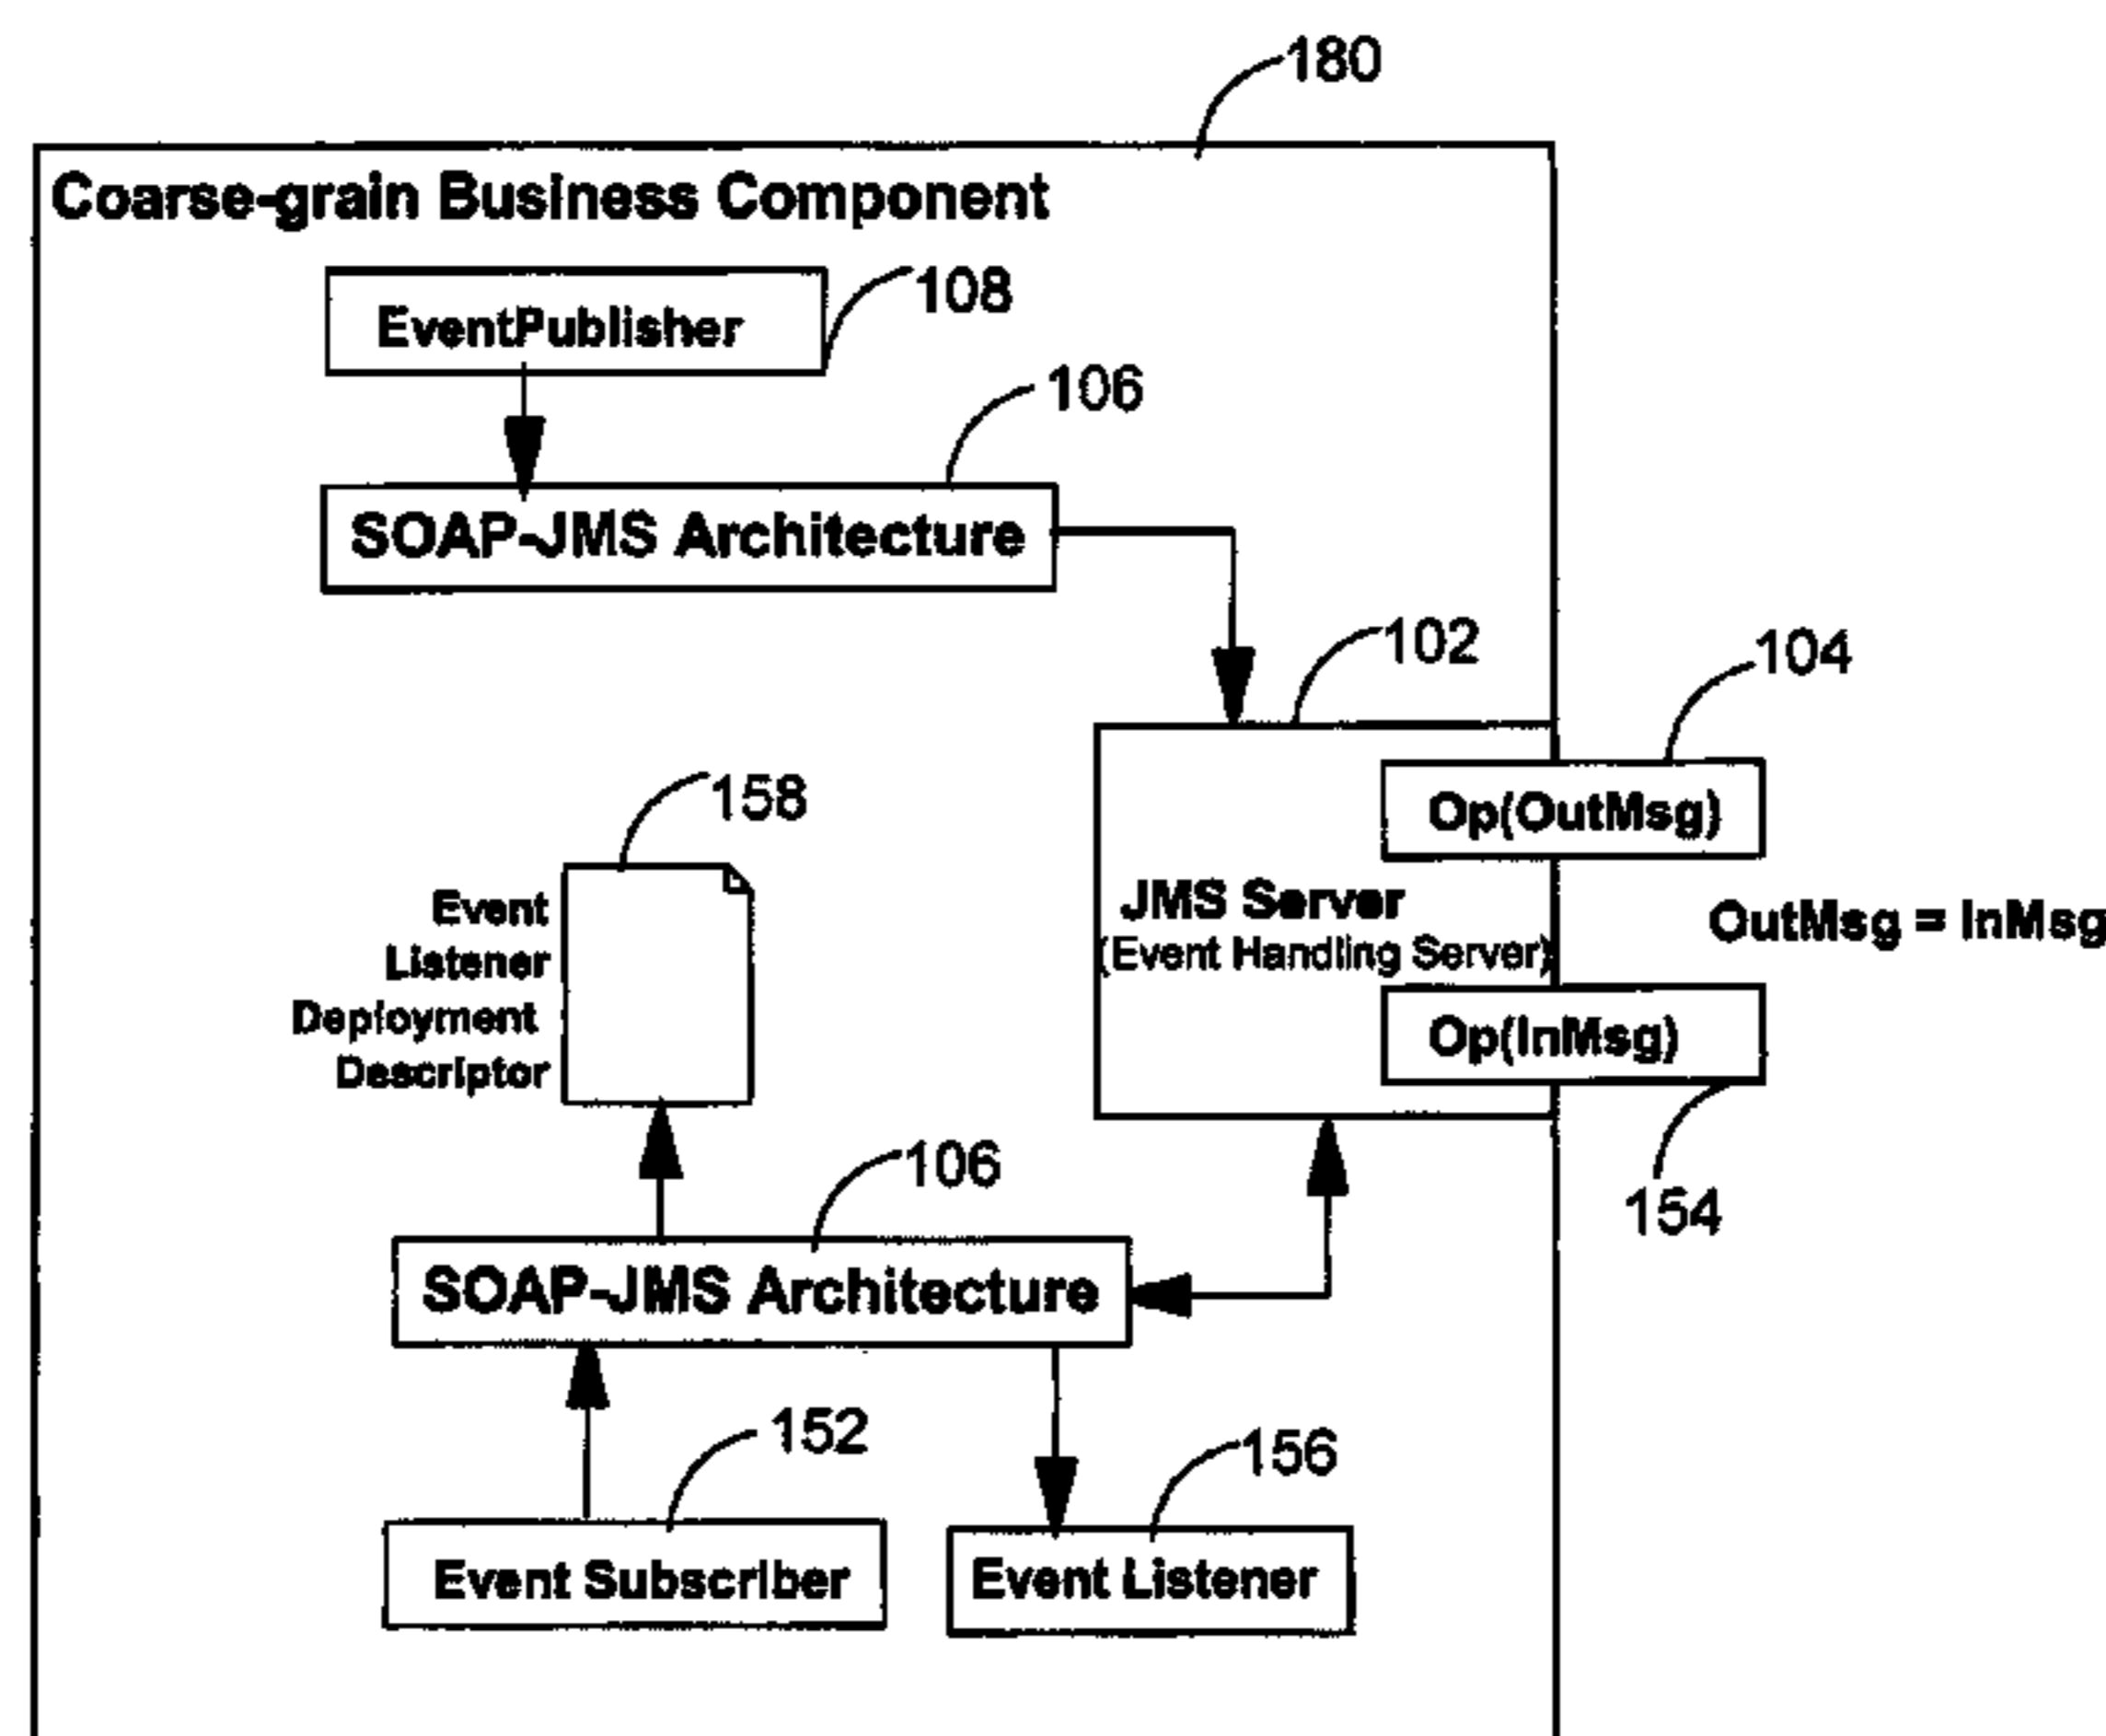 180
Coarse-grain Business Component
EventPublisher
108
106
SOAP-JMS Architecture
102
104
Op(OutMsg)
158
Event
Listener
Deployment
Descriptor
JMS Server
(Event Handling Server)
OutMsg = InMsg
Op(InMsg)
154
106
SOAP-JMS Architecture
152
156
Event Subscriber
Event Listener